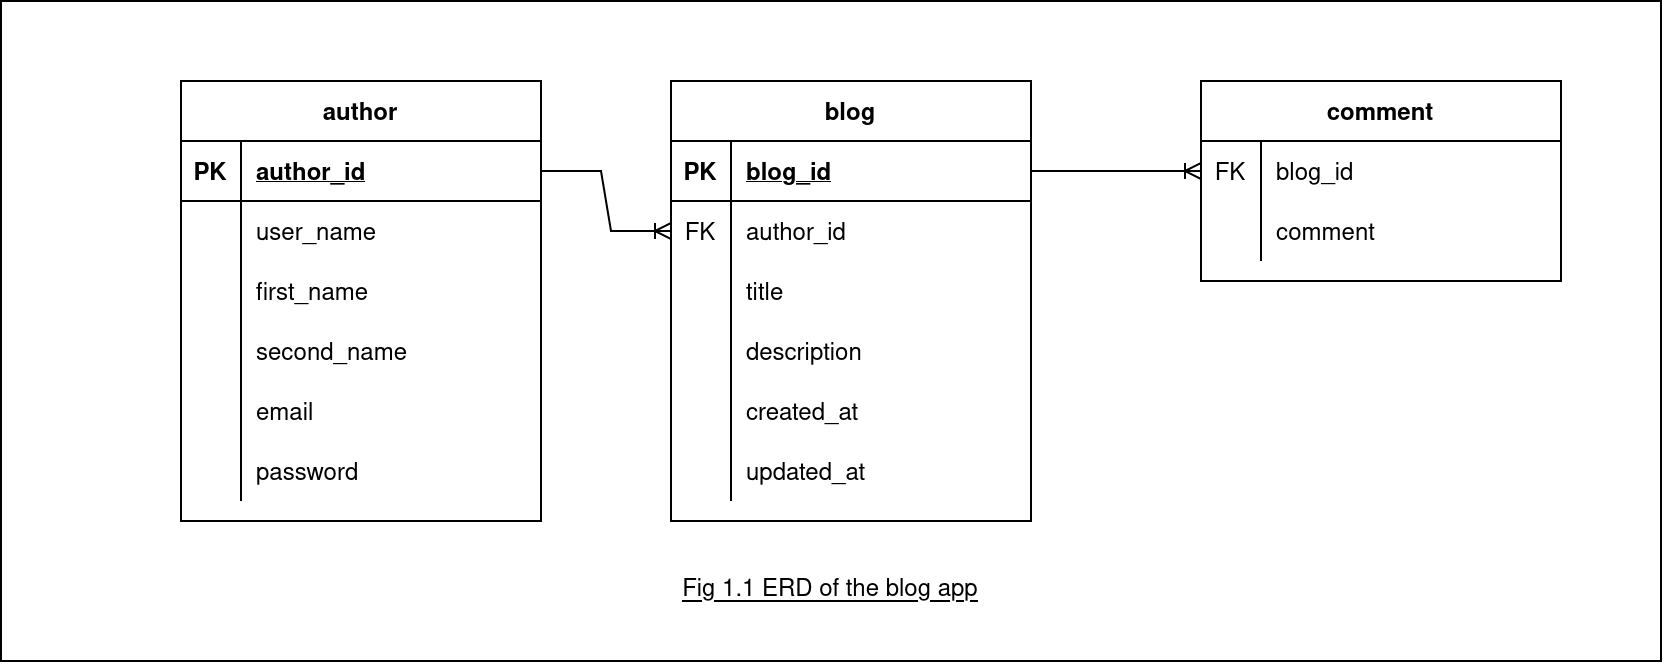 author
PK author_id
user_name
first_name
second_name
email
password
blog
PK blog_id
FK author_id
title
description
created_at
updated_at
comment
FK blog_id
comment
Fig 1.1 ERD of the blog app